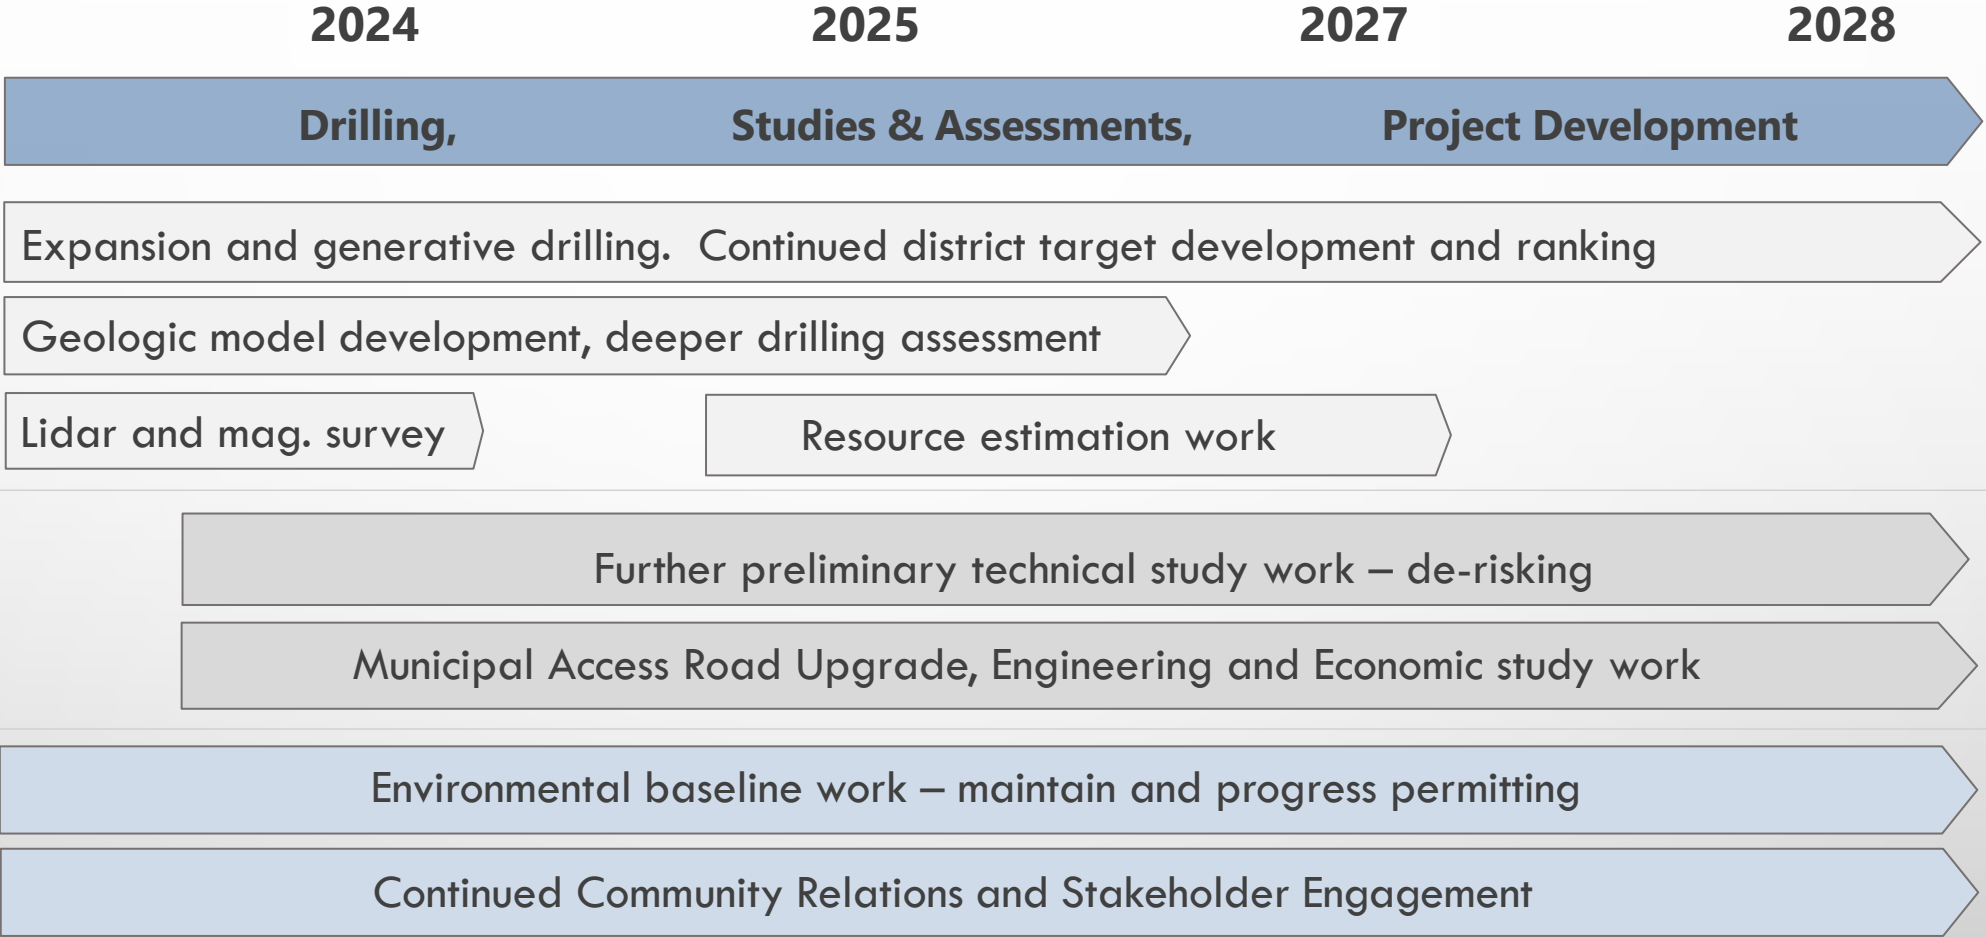 2024 2025 2027 2028
Drilling, Studies & Assessments, Project Development
Expansion and generative drilling. Continued district target development and ranking
Geologic model development, deeper drilling assessment
Lidar and mag. survey
Resource estimation work
Further preliminary technical study work – de-risking
Municipal Access Road Upgrade, Engineering and Economic study work
Environmental baseline work – maintain and progress permitting
Continued Community Relations and Stakeholder Engagement